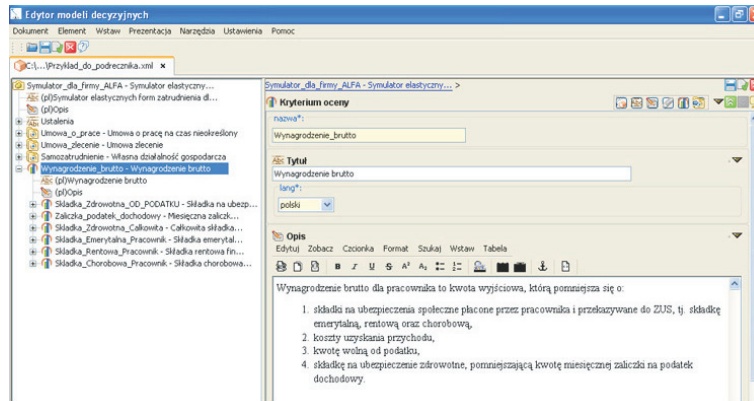 Edytor modeli decyzyjnych
Dokument Element Wstaw Prezentacja Narzędzia Ustawienia Pomoc
C:\...\Przyklad_do_podrecznika.xml x
Symulator_dla_firmy_ALFA - Symulator elastyczny...
ABC (pl)Symulator elastycznych form zatrudnienia dl...
(pl)Opis
ABC Ustalenia
Umowa_o_prace - Umowa o pracę na czas nieokreślony
Umowa_zlecenie - Umowa zlecenie
Samozatrudnienie - Własna działalność gospodarcza
Wynagrodzenie_brutto - Wynagrodzenie brutto
ABC (pl)Wynagrodzenie brutto
(pl)Opis
Skladka_Zdrowotna_OD_PODATKU - Składka na ubezp...
Zaliczka_podatek_dochodowy - Miesięczna zaliczk...
Skladka_Zdrowotna_Calkowita - Całkowita składka...
Skladka_Emerytalna_Pracownik - Składka emerytal...
Skladka_Rentowa_Pracownik - Składka rentowa fin...
Skladka_Chorobowa_Pracownik - Składka chorobowa...
Symulator_dla_firmy_ALFA - Symulator elastyczny... >
Kryterium oceny
nazwa*:
Wynagrodzenie_brutto
ABC Tytuł
Wynagrodzenie brutto
lang*:
polski
Opis
Edytuj Zobacz Czcionka Format Szukaj Wstaw Tabela
B I U S A² A₂
Wynagrodzenie brutto dla pracownika to kwota wyjściowa, którą pomniejsza się o:
1. składki na ubezpieczenia społeczne płacone przez pracownika i przekazywane do ZUS, tj. składkę
emerytalną, rentową oraz chorobową,
2. koszty uzyskania przychodu,
3. kwotę wolną od podatku,
4. składkę na ubezpieczenie zdrowotne, pomniejszającą kwotę miesięcznej zaliczki na podatek
dochodowy.